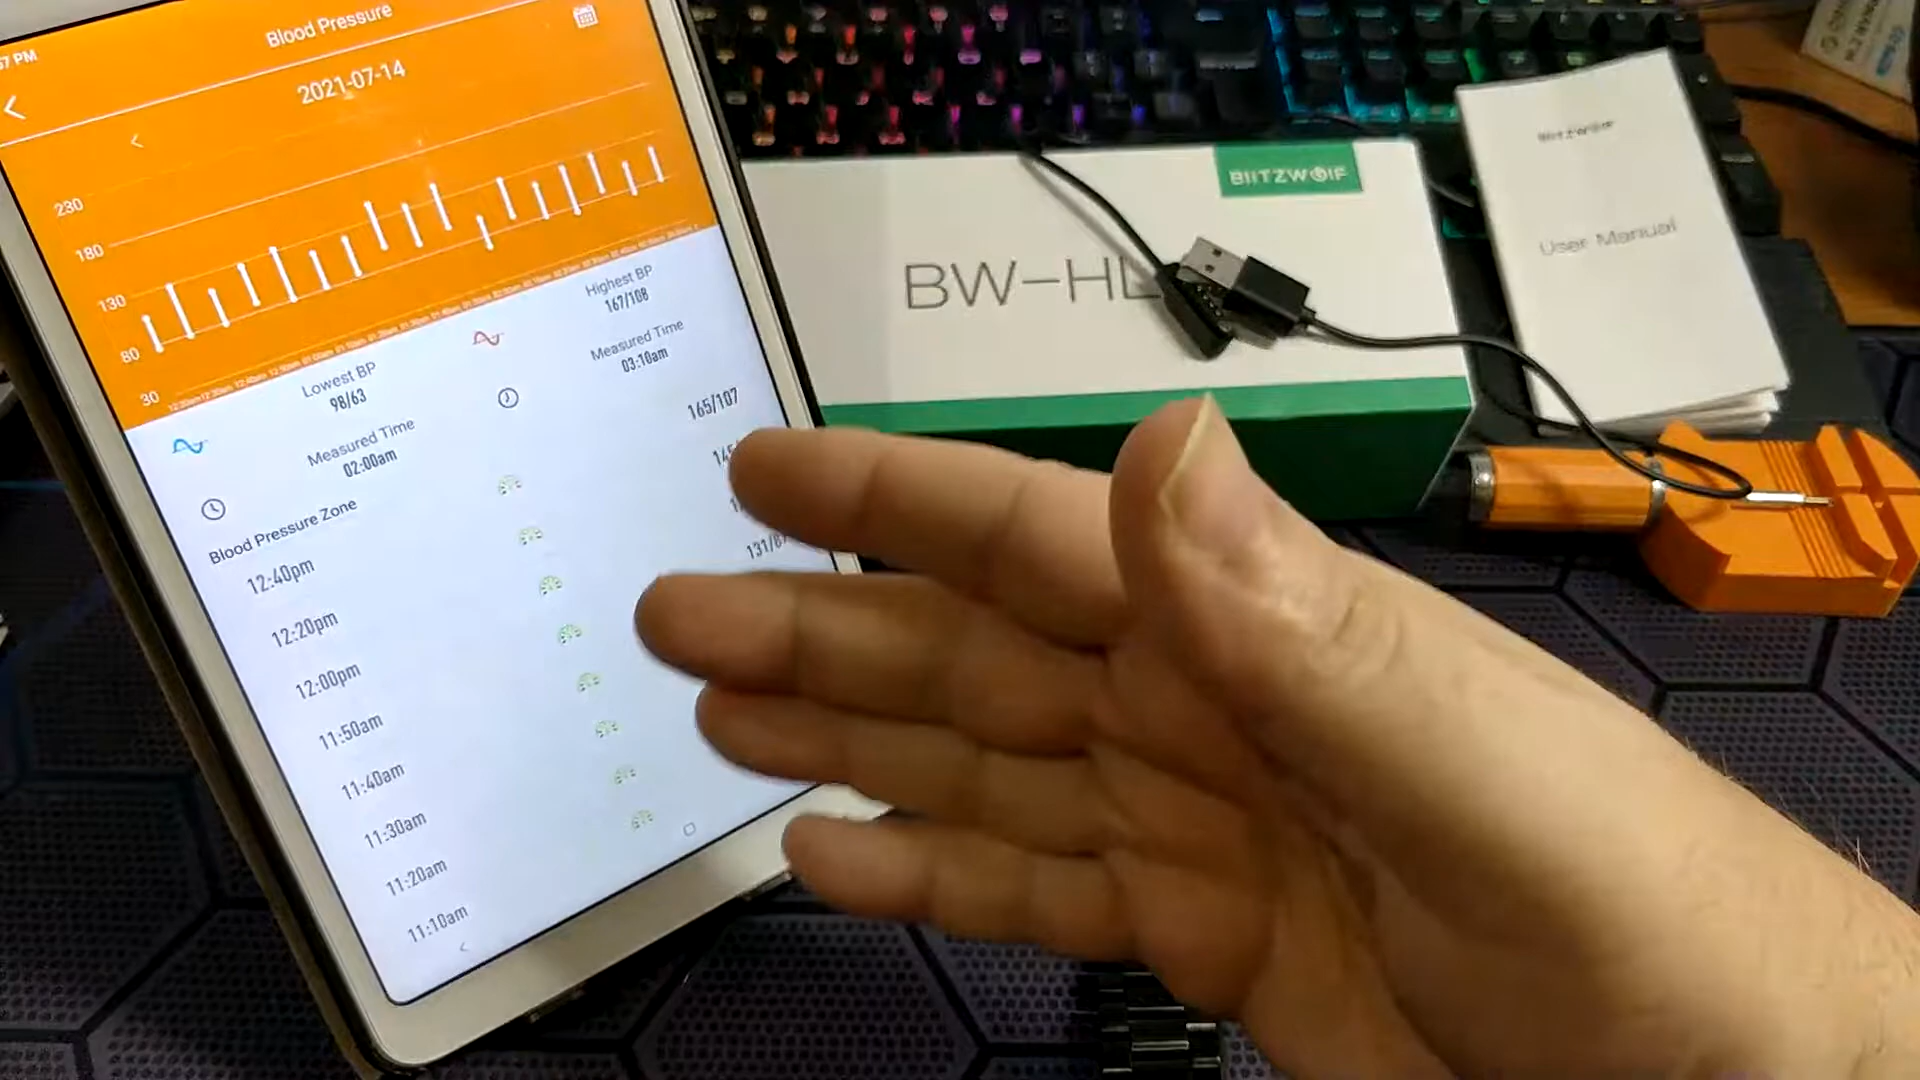 57 PM
Blood Pressure
2021-07-14
230
180
130
80
30
Lowest BP
98/63
Highest BP
167/108
Measured Time
02:00am
Measured Time
03:10am
Blood Pressure Zone
12:40pm
165/107
12:20pm
12:00pm
11:50am
11:40am
11:30am
11:20am
11:10am
BlITZWOlF
BW-HL
BlITZWOlF
User Manual